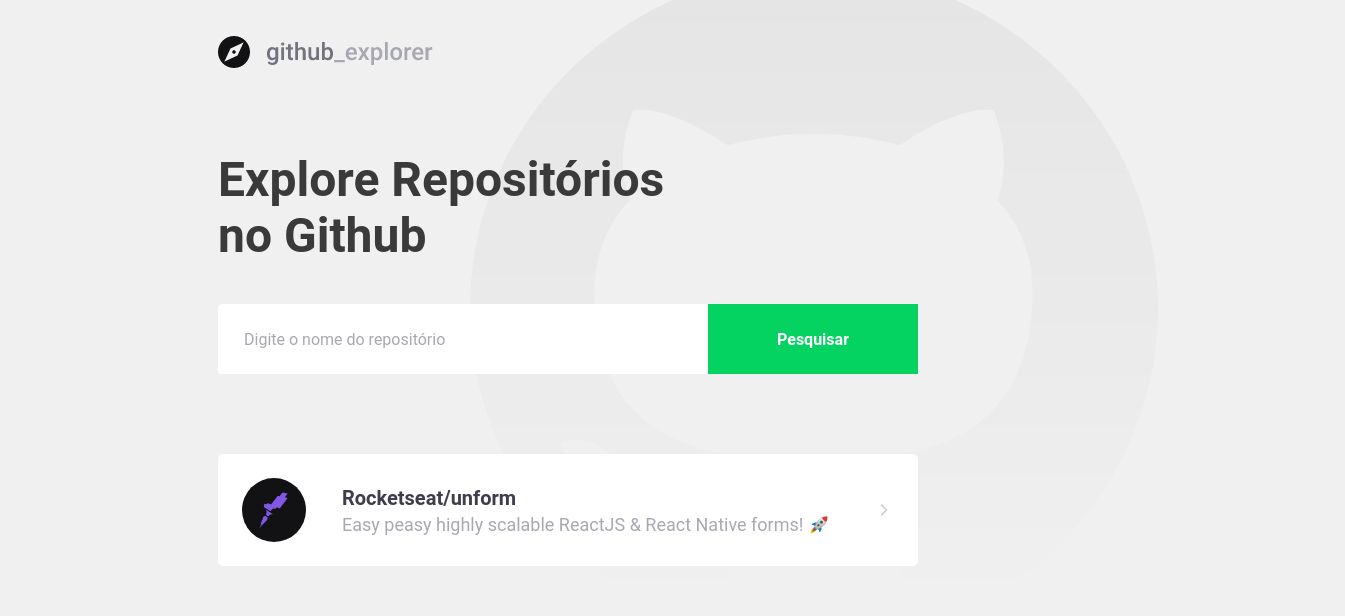 github_explorer
Explore Repositórios
no Github
Digite o nome do repositório
Pesquisar
Rocketseat/unform
Easy peasy highly scalable ReactJS & React Native forms! 🚀